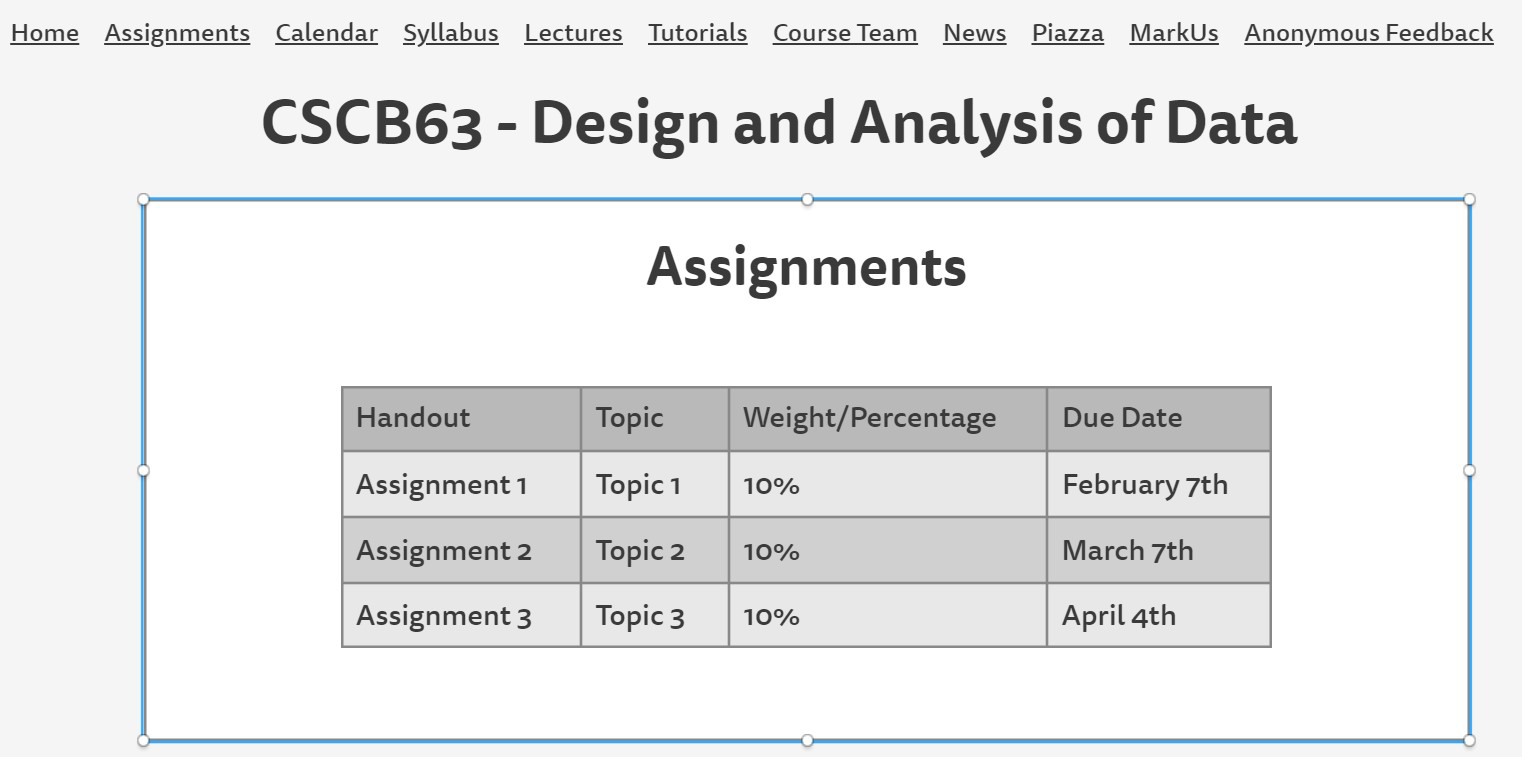 Home Assignments Calendar Syllabus Lectures Tutorials Course Team News Piazza MarkUs Anonymous Feedback
CSCB63 - Design and Analysis of Data
Assignments
Handout Topic Weight/Percentage Due Date
Assignment 1 Topic 1 10% February 7th
Assignment 2 Topic 2 10% March 7th
Assignment 3 Topic 3 10% April 4th